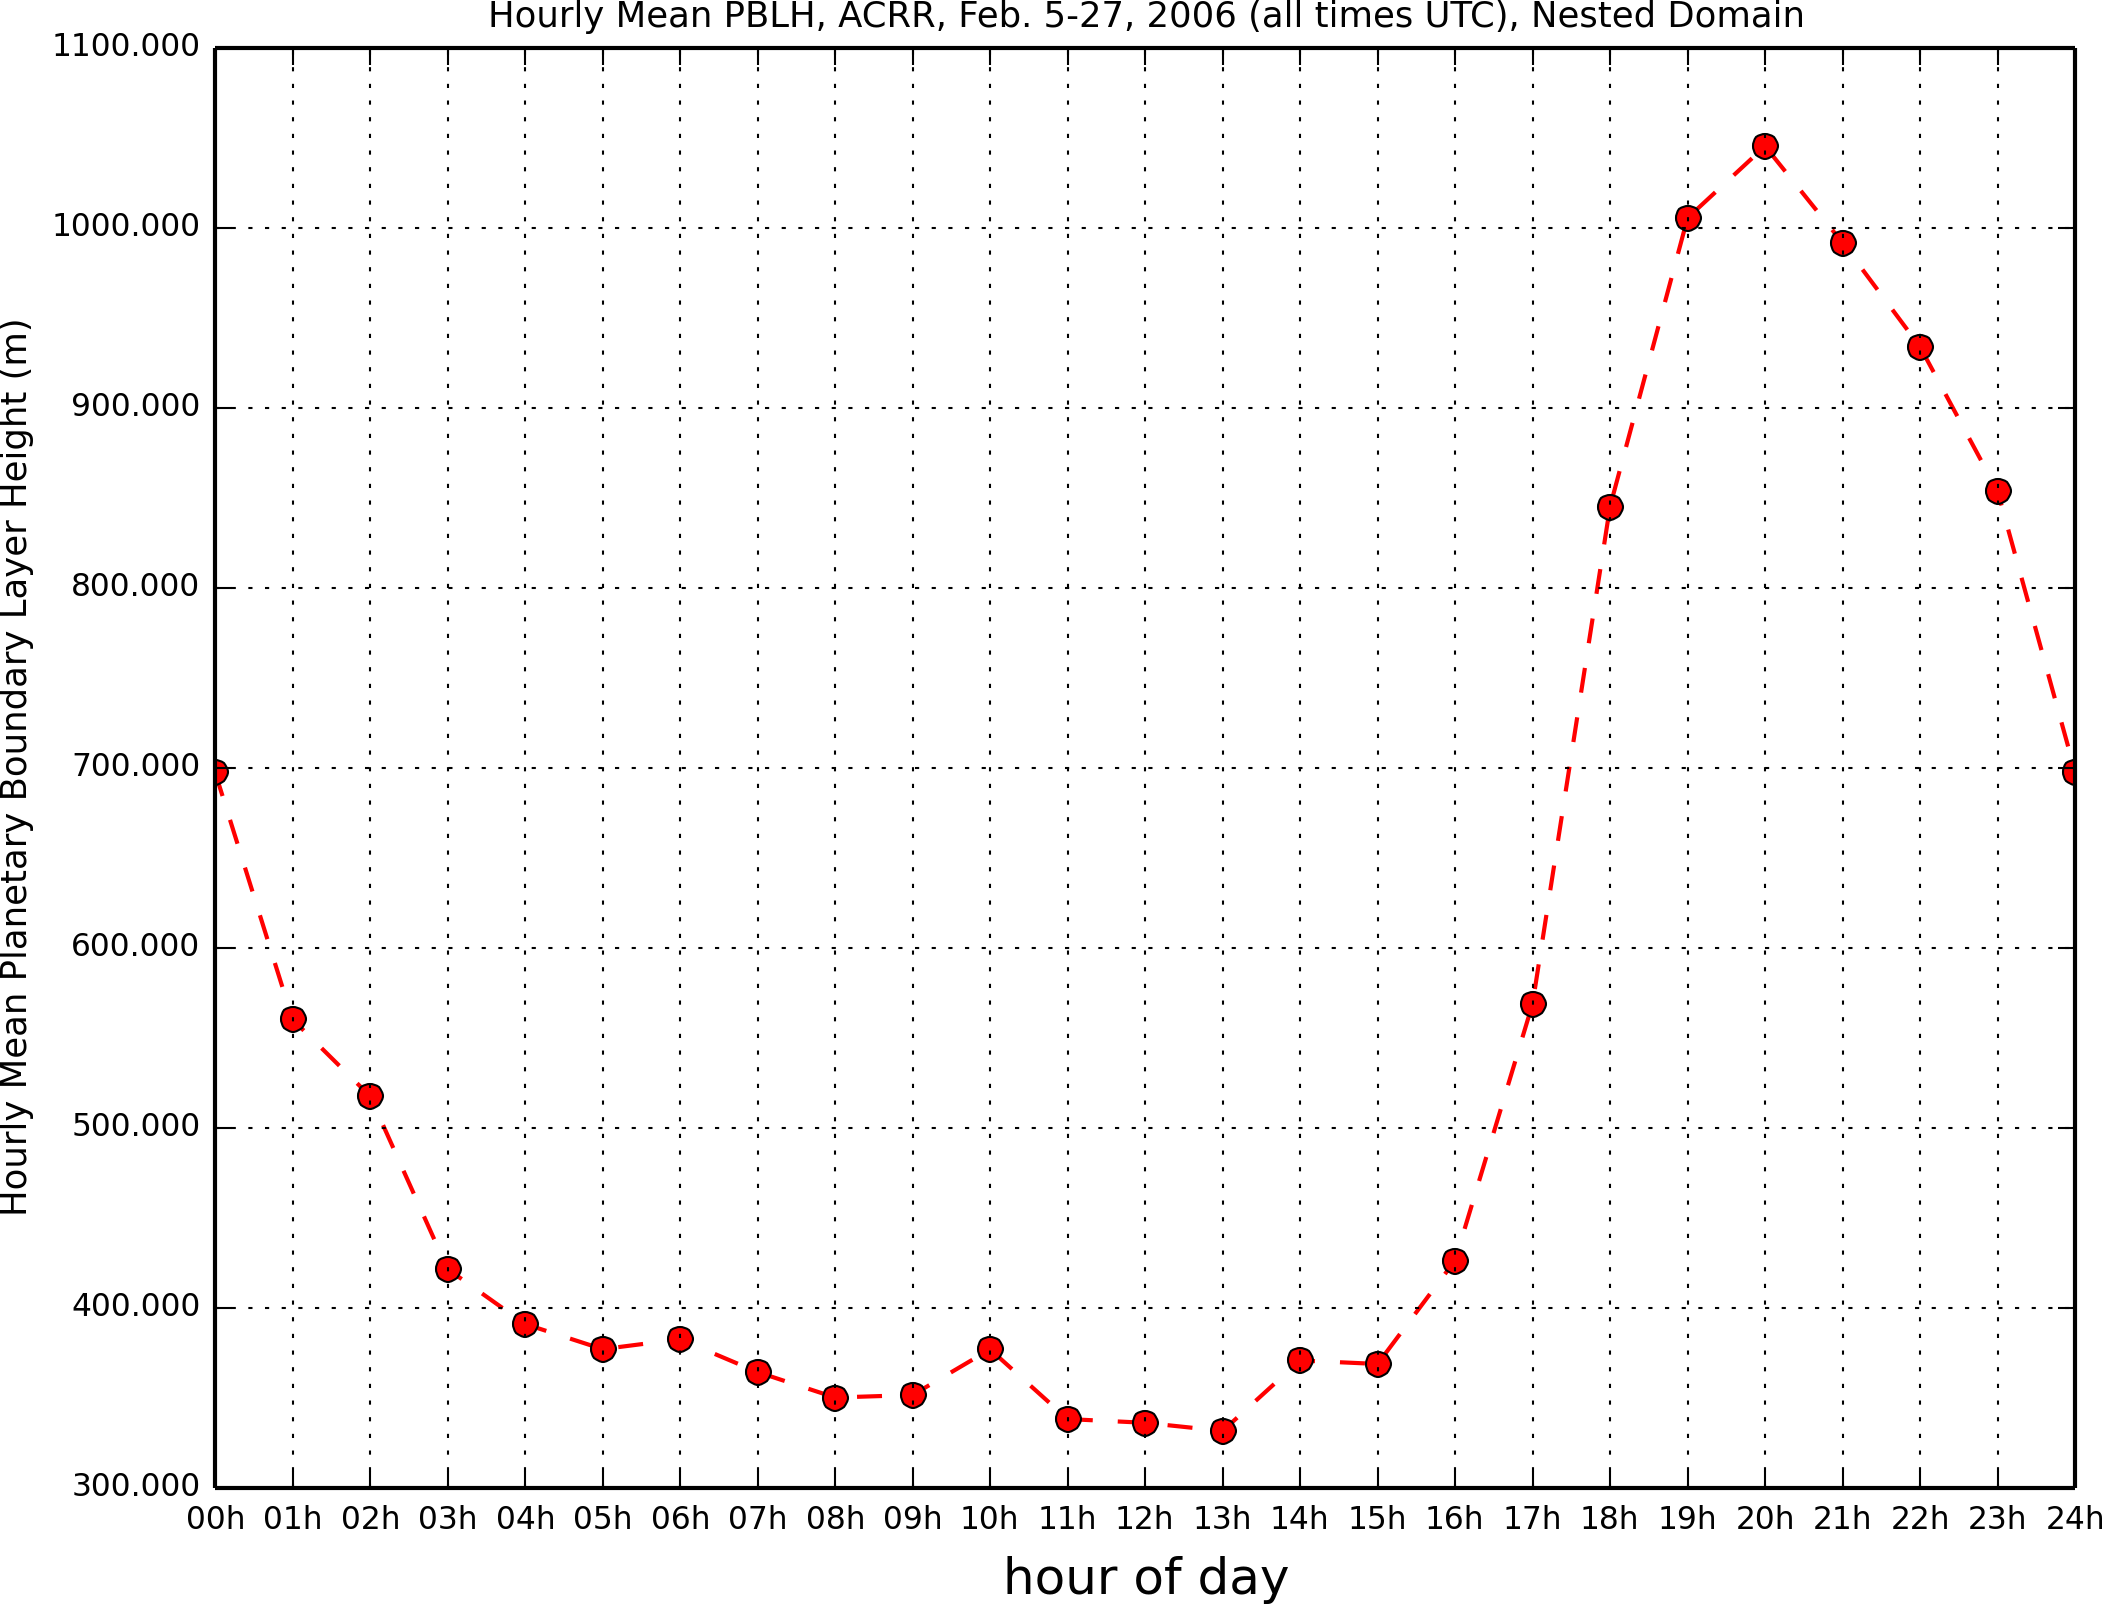 Hourly Mean PBLH, ACRR, Feb. 5-27, 2006 (all times UTC), Nested Domain
Hourly Mean Planetary Boundary Layer Height (m)
1100.000
1000.000
900.000
800.000
700.000
600.000
500.000
400.000
300.000
00h 01h 02h 03h 04h 05h 06h 07h 08h 09h 10h 11h 12h 13h 14h 15h 16h 17h 18h 19h 20h 21h 22h 23h 24h
hour of day